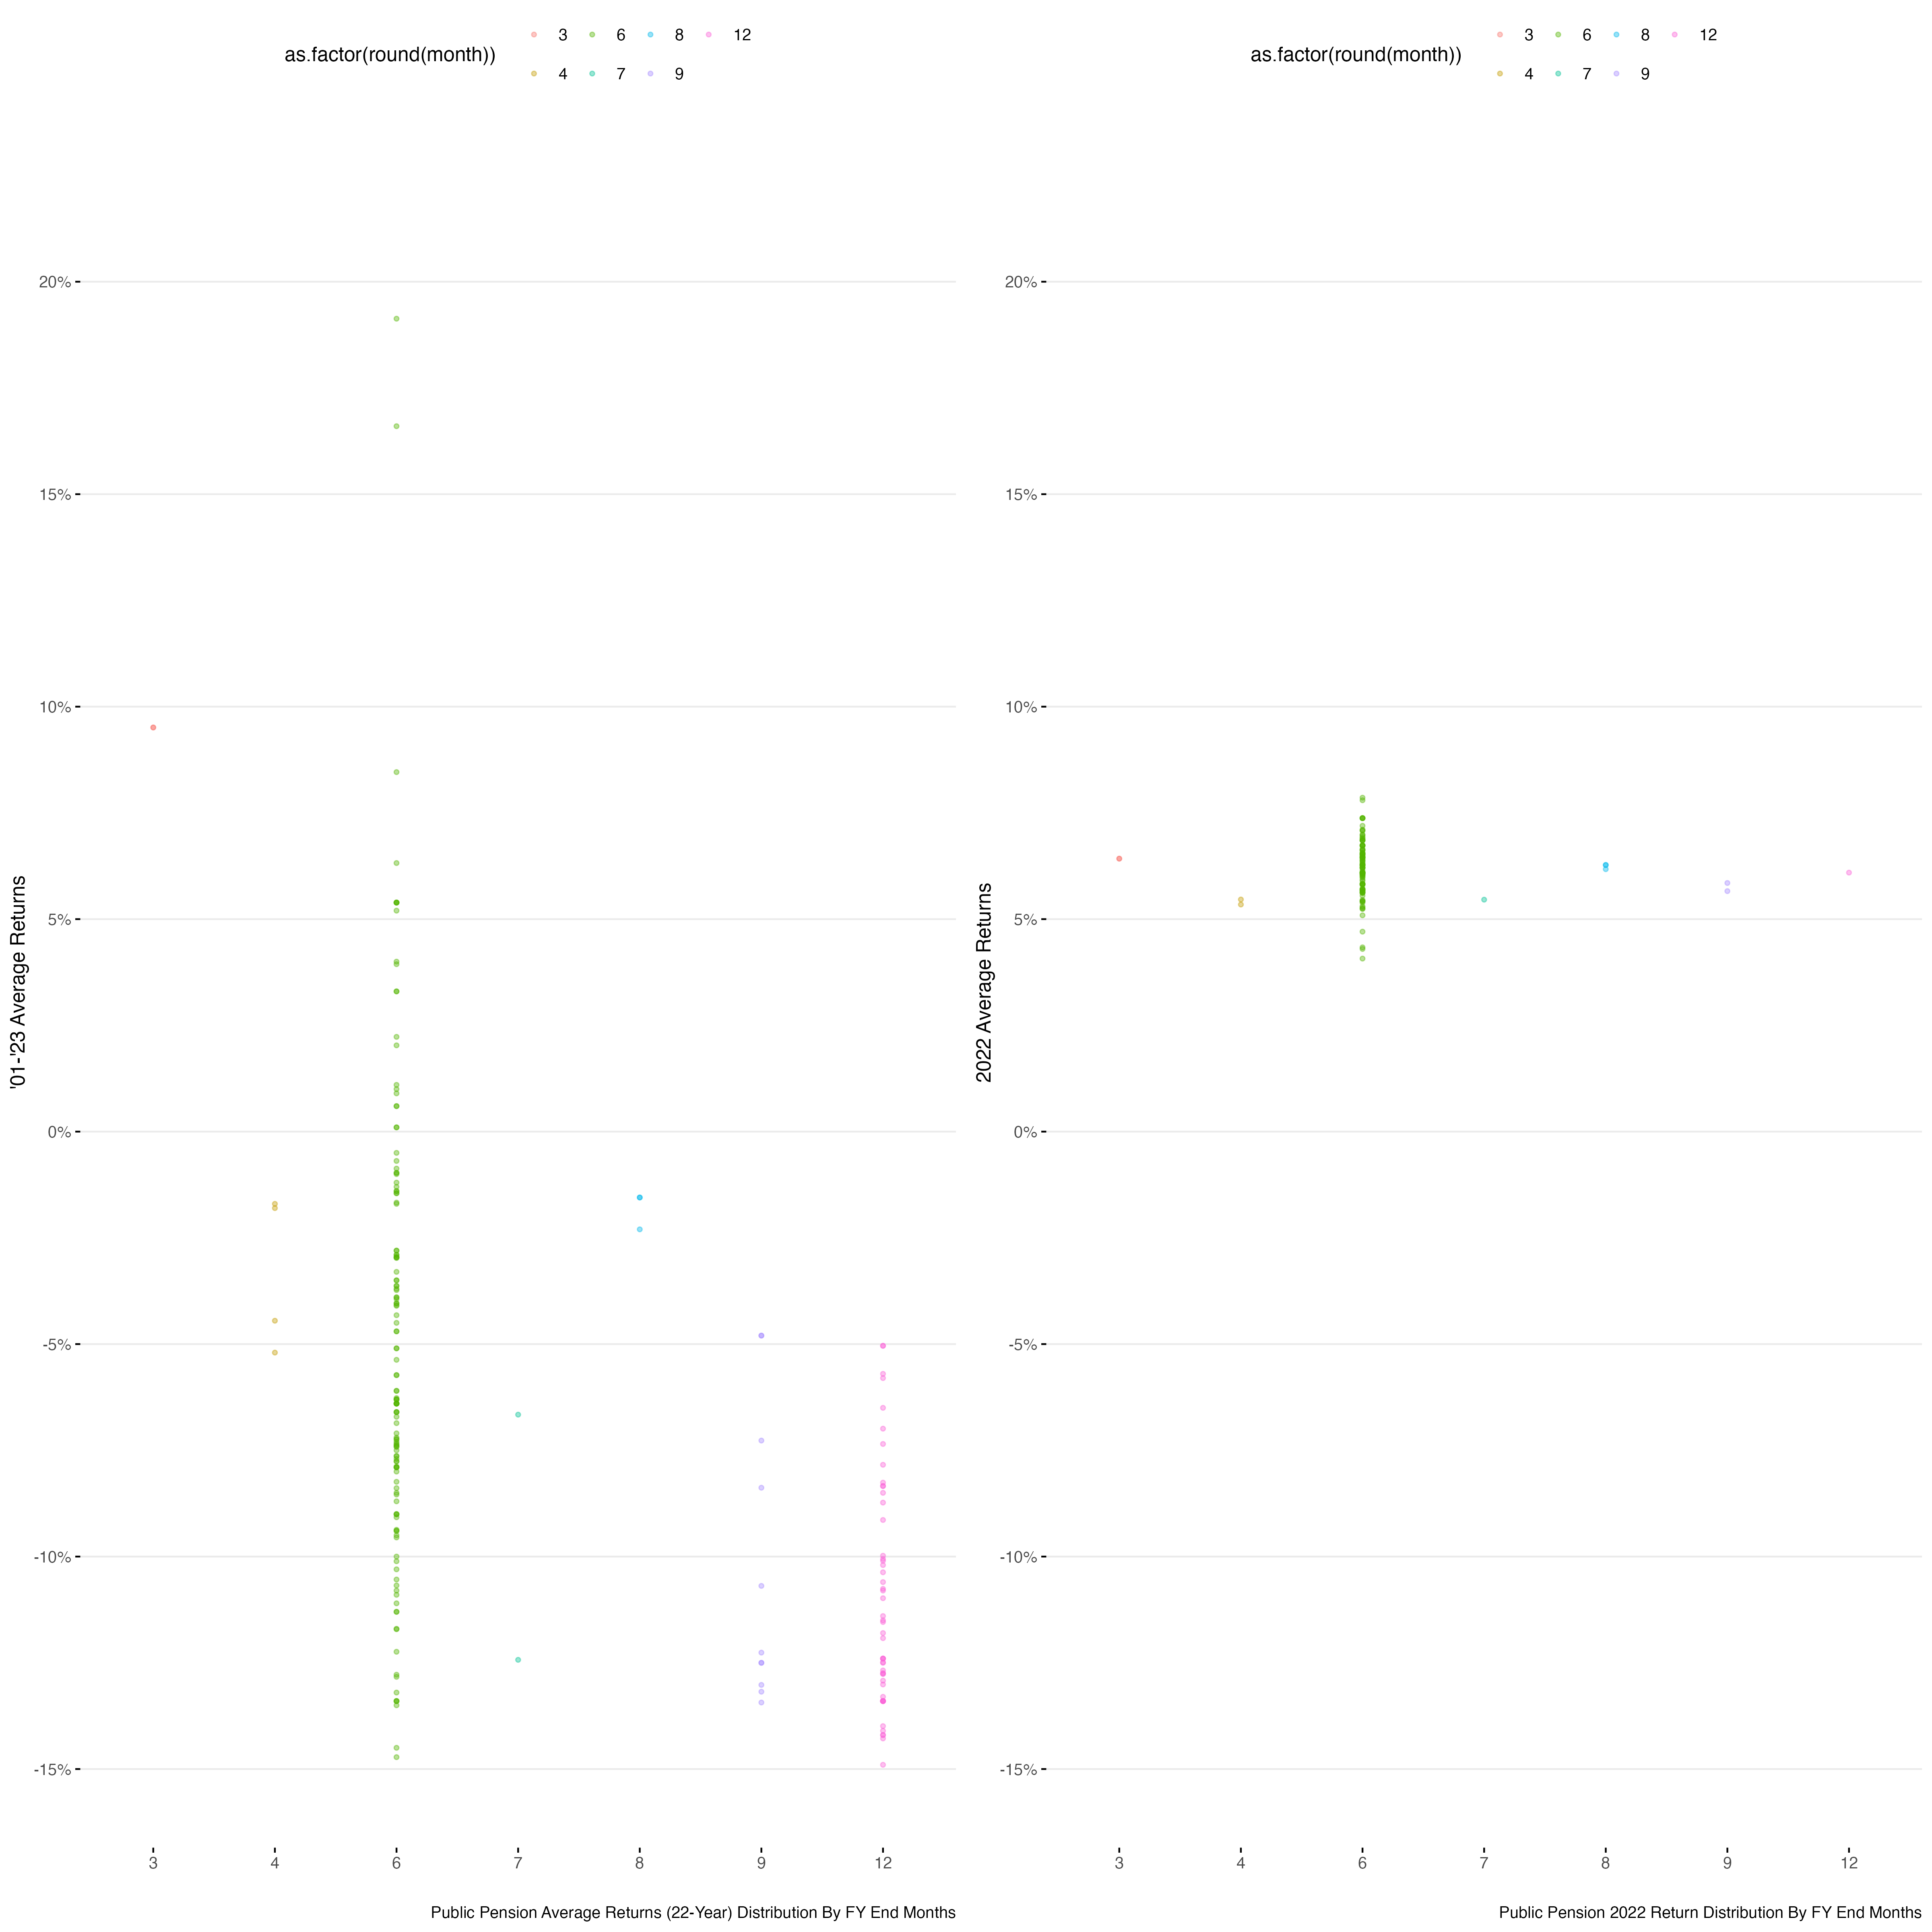 as.factor(round(month))
3 6 8 12
4 7 9
'01-'23 Average Returns
20%
15%
10%
5%
0%
-5%
-10%
-15%
3 4 6 7 8 9 12
Public Pension Average Returns (22-Year) Distribution By FY End Months
as.factor(round(month))
3 6 8 12
4 7 9
2022 Average Returns
20%
15%
10%
5%
0%
-5%
-10%
-15%
3 4 6 7 8 9 12
Public Pension 2022 Return Distribution By FY End Months